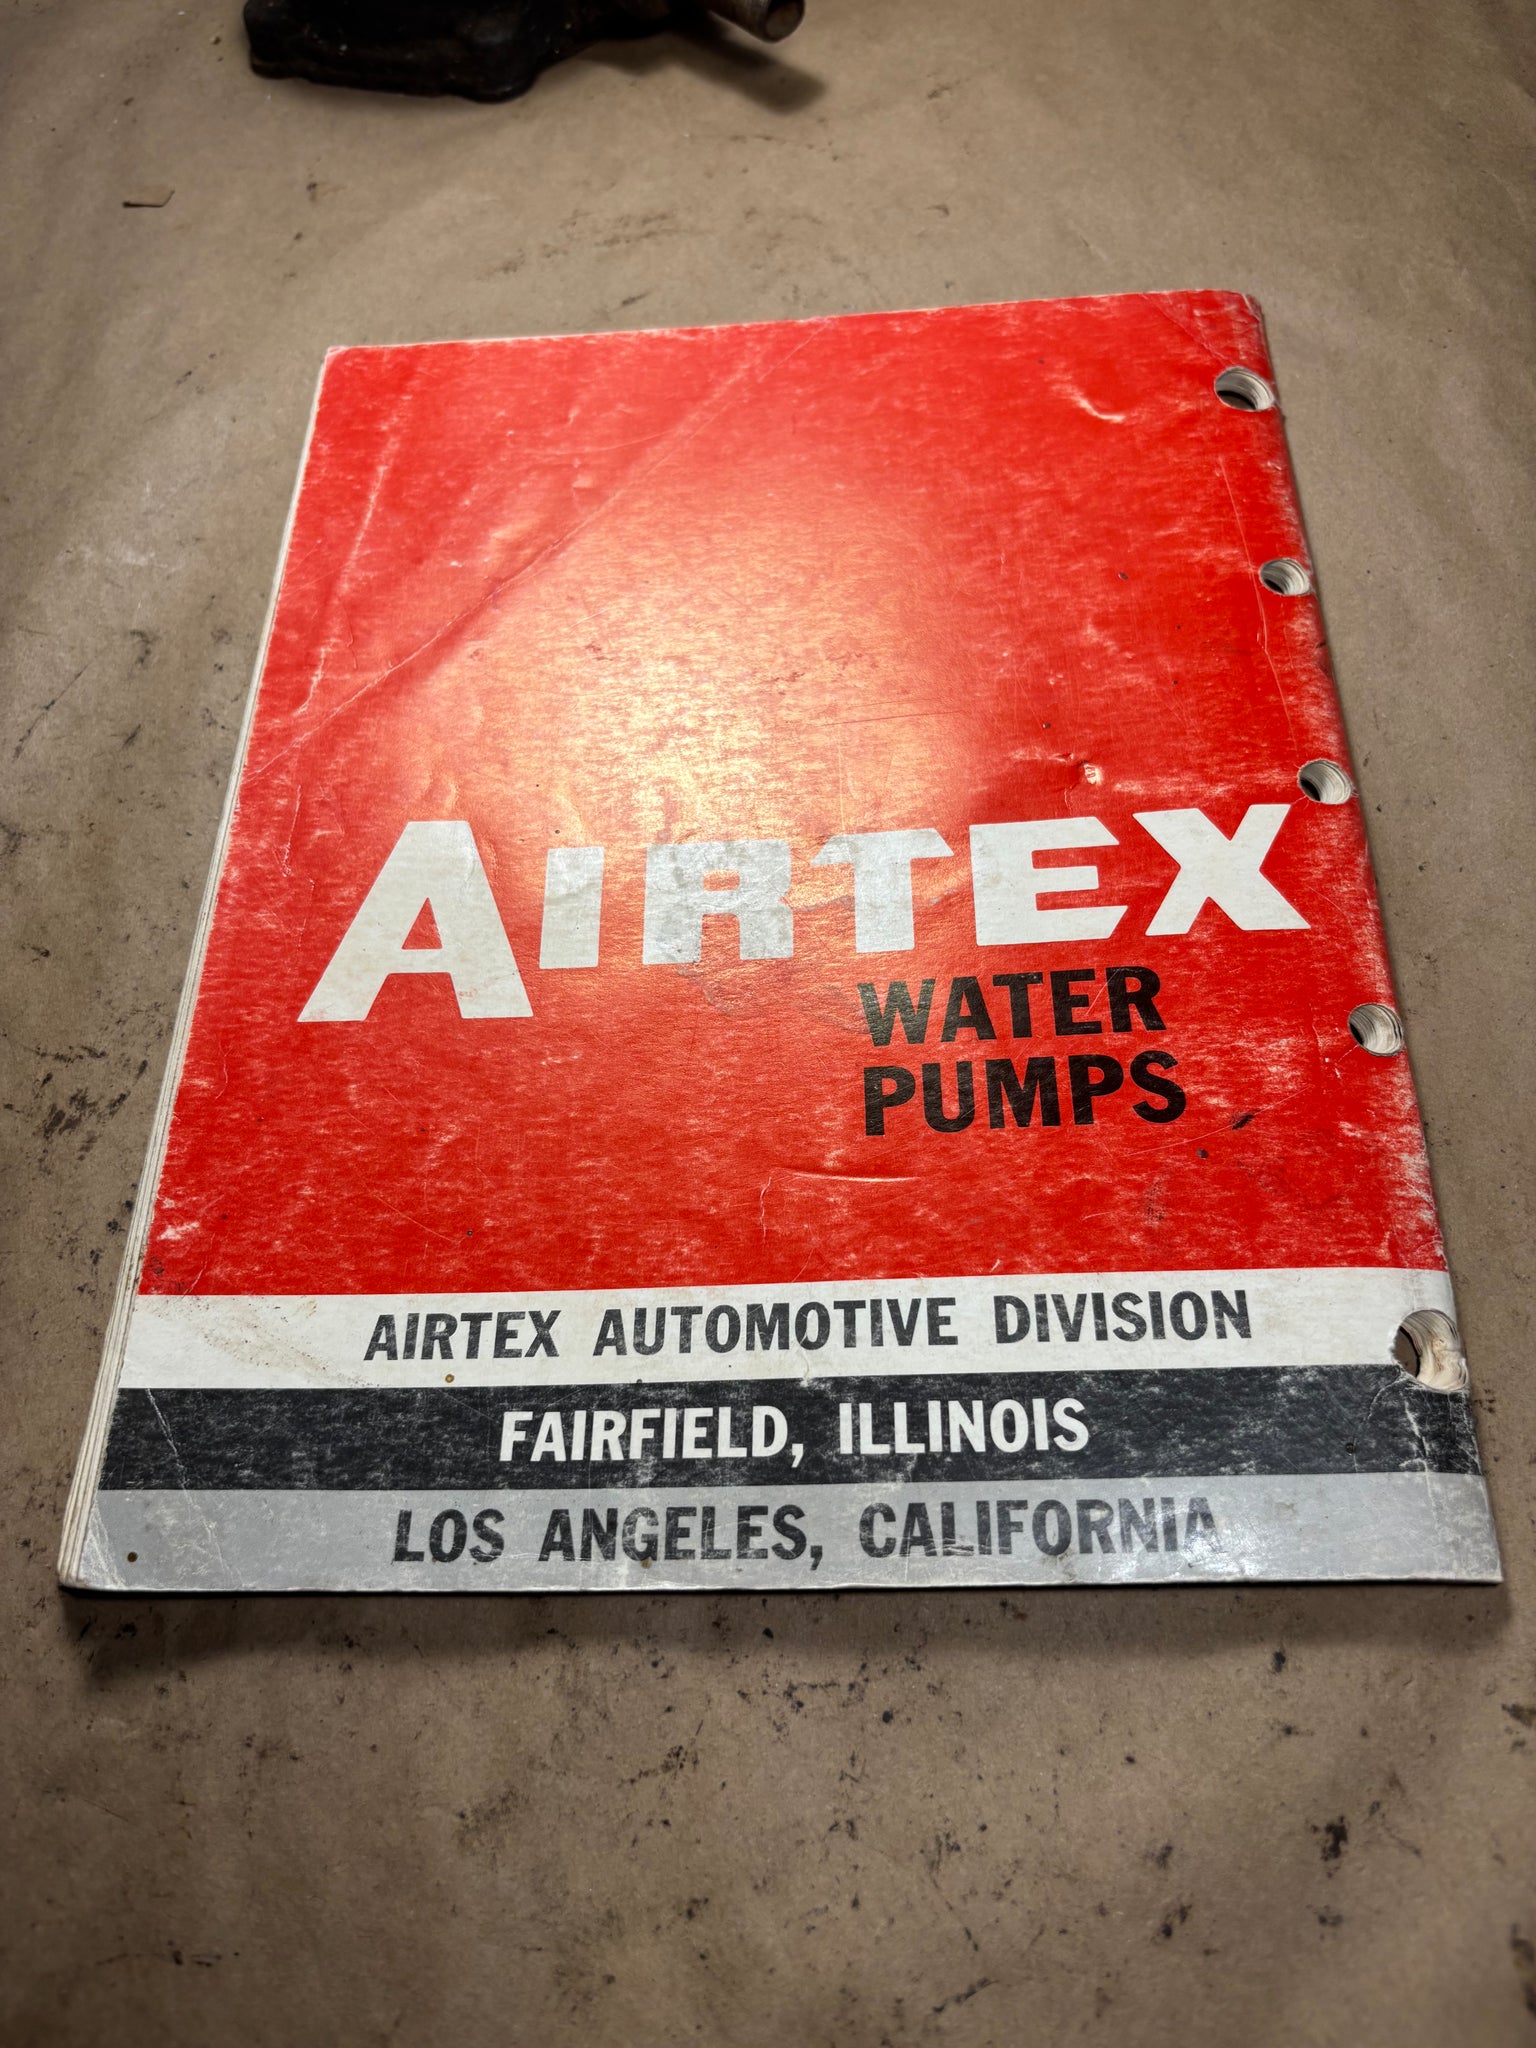 AIRTEX
WATER
PUMPS
AIRTEX AUTOMOTIVE DIVISION
FAIRFIELD, ILLINOIS
LOS ANGELES, CALIFORNIA